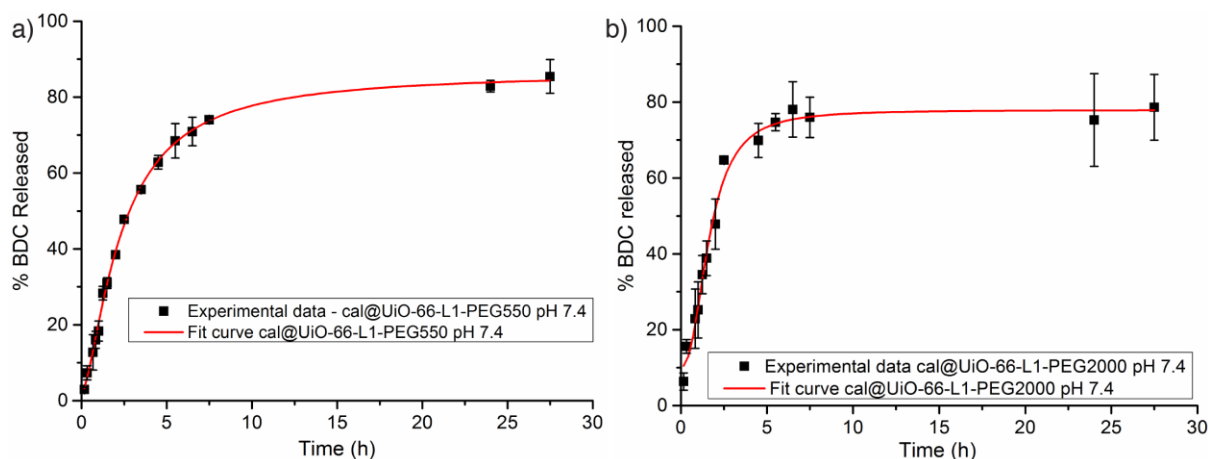 a)
% BDC Released
100
80
60
40
20
0
Experimental data - cal@UiO-66-L1-PEG550 pH 7.4
Fit curve cal@UiO-66-L1-PEG550 pH 7.4
0 5 10 15 20 25 30
Time (h)
b)
% BDC released
100
80
60
40
20
0
Experimental data cal@UiO-66-L1-PEG2000 pH 7.4
Fit curve cal@UiO-66-L1-PEG2000 pH 7.4
0 5 10 15 20 25 30
Time (h)